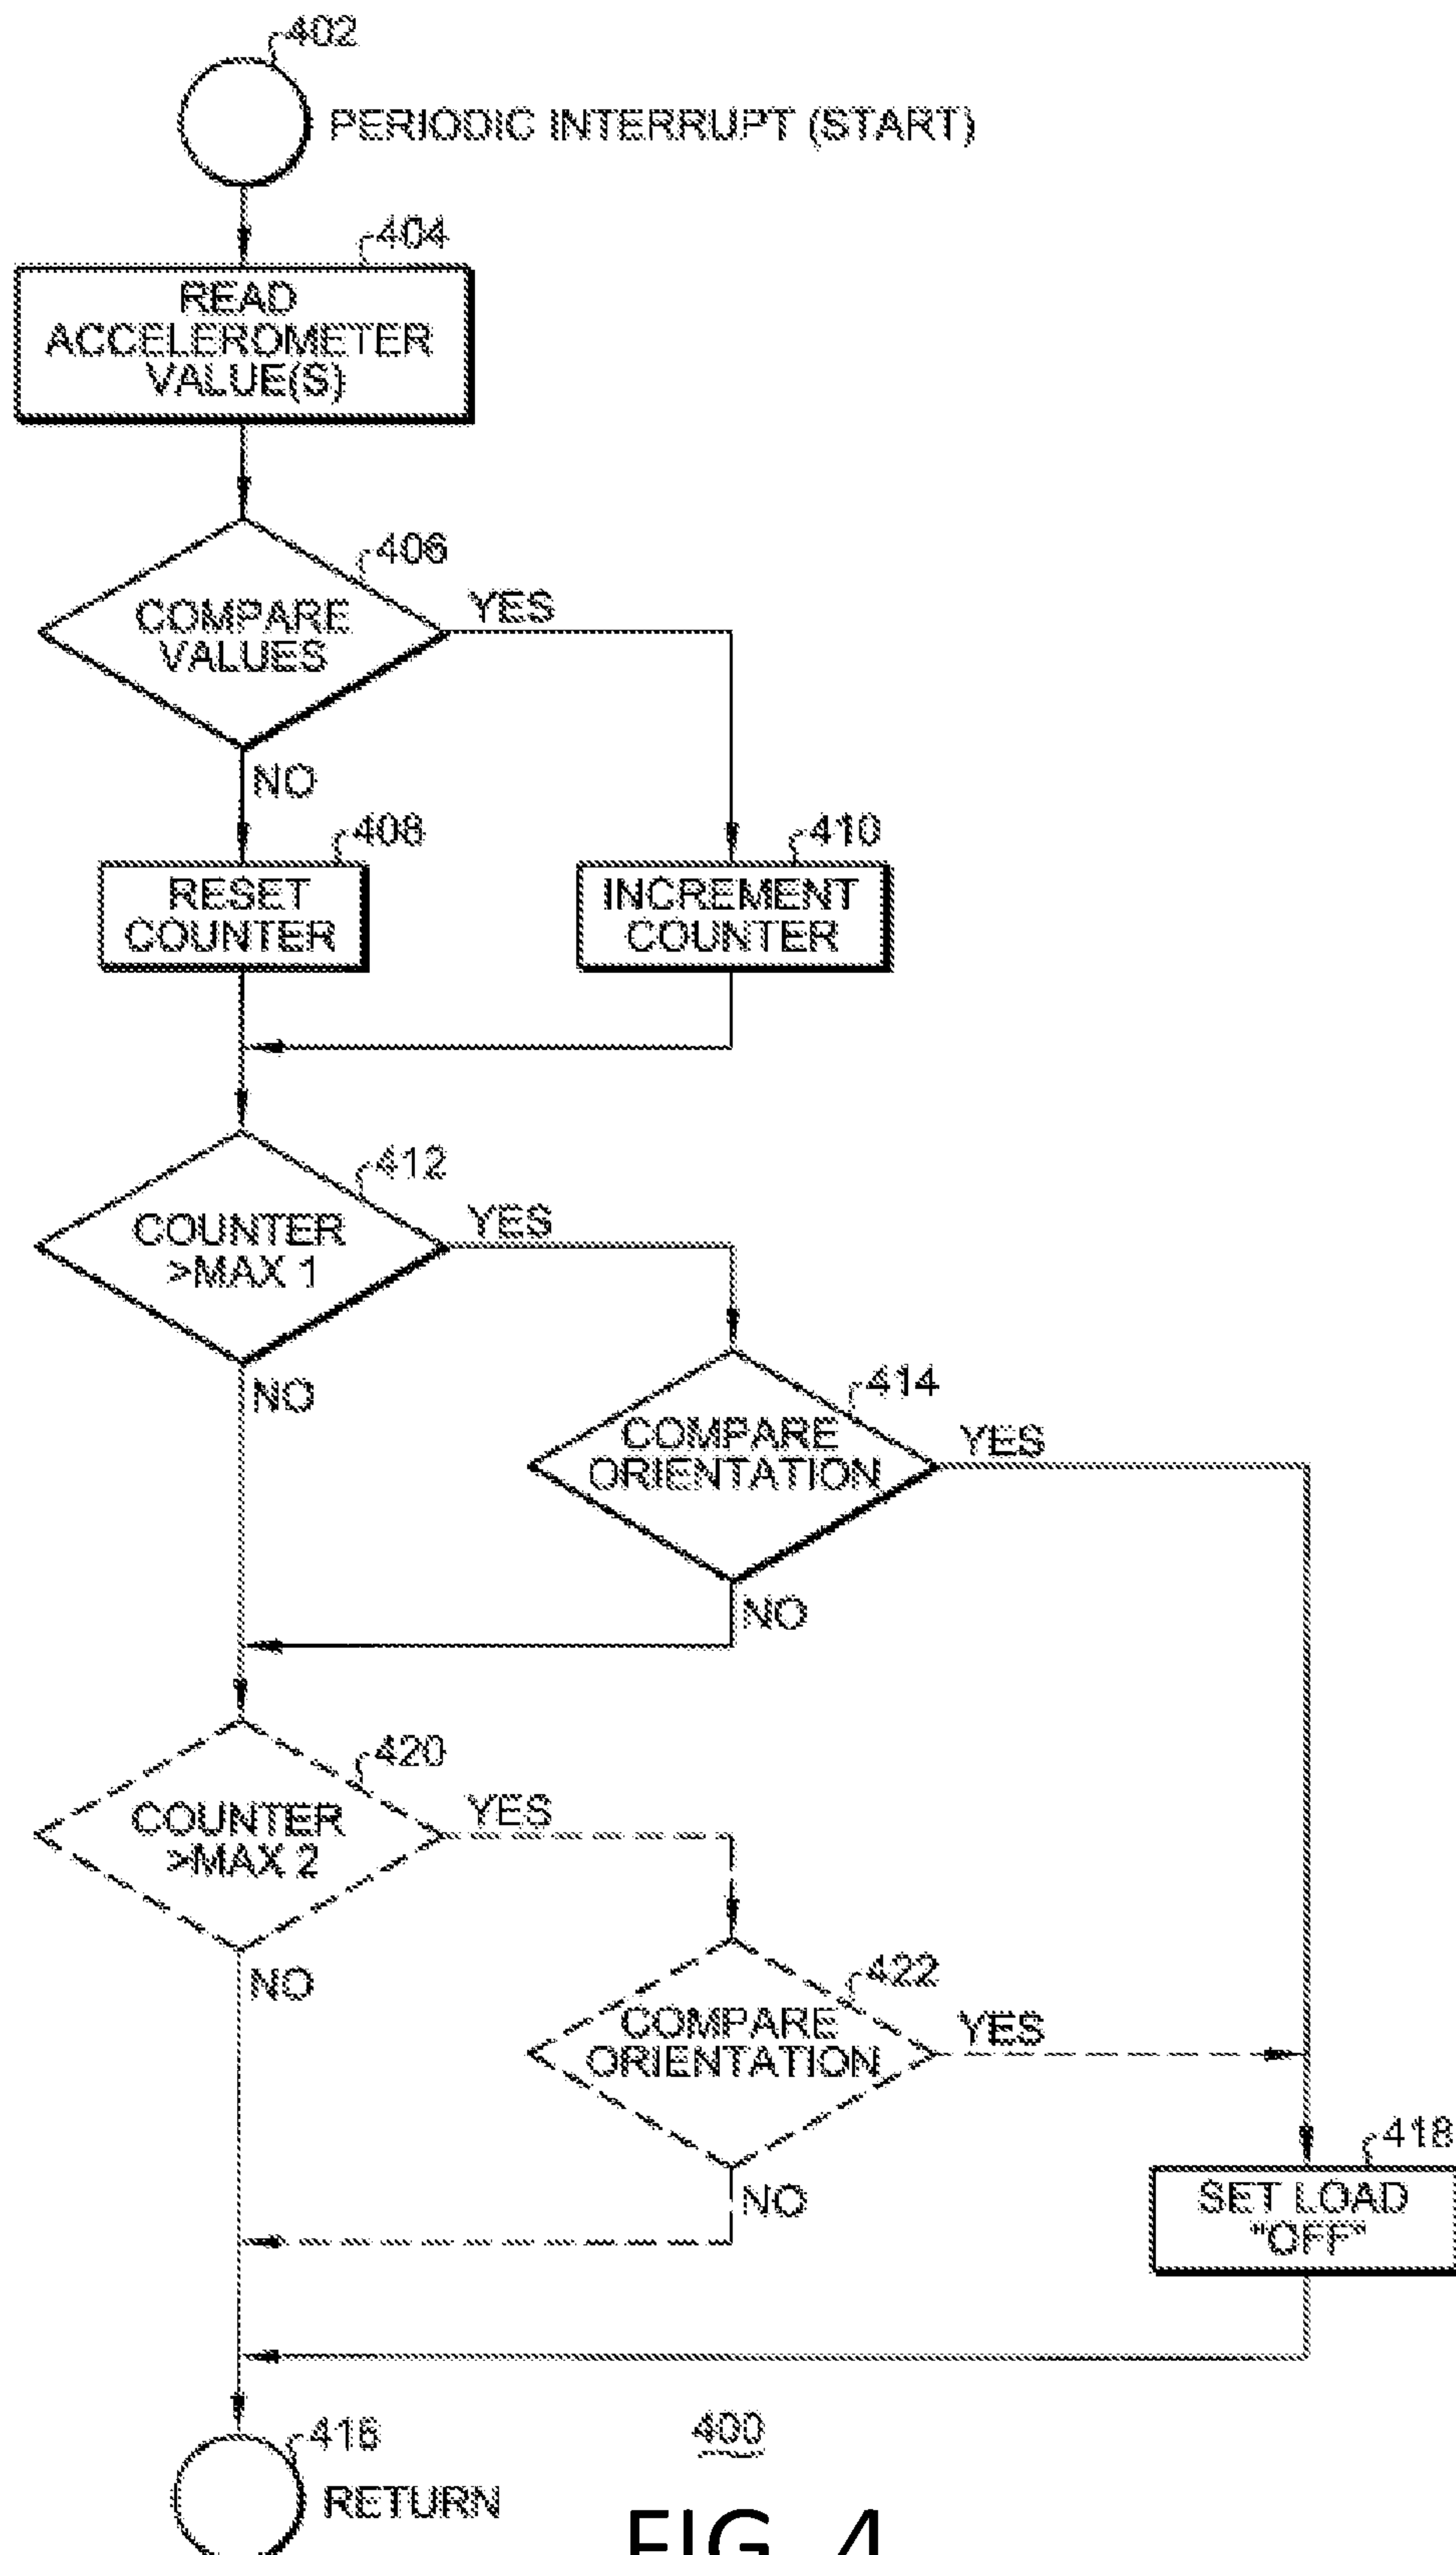 402
PERIODIC INTERRUPT (START)
404
READ
ACCELEROMETER
VALUE(S)
406
COMPARE
VALUES
YES
NO
408
RESET
COUNTER
410
INCREMENT
COUNTER
412
COUNTER
>MAX 1
YES
NO
414
COMPARE
ORIENTATION
YES
NO
420
COUNTER
>MAX 2
YES
NO
422
COMPARE
ORIENTATION
YES
NO
418
SET LOAD
"OFF"
416
RETURN
400
FIG. 4